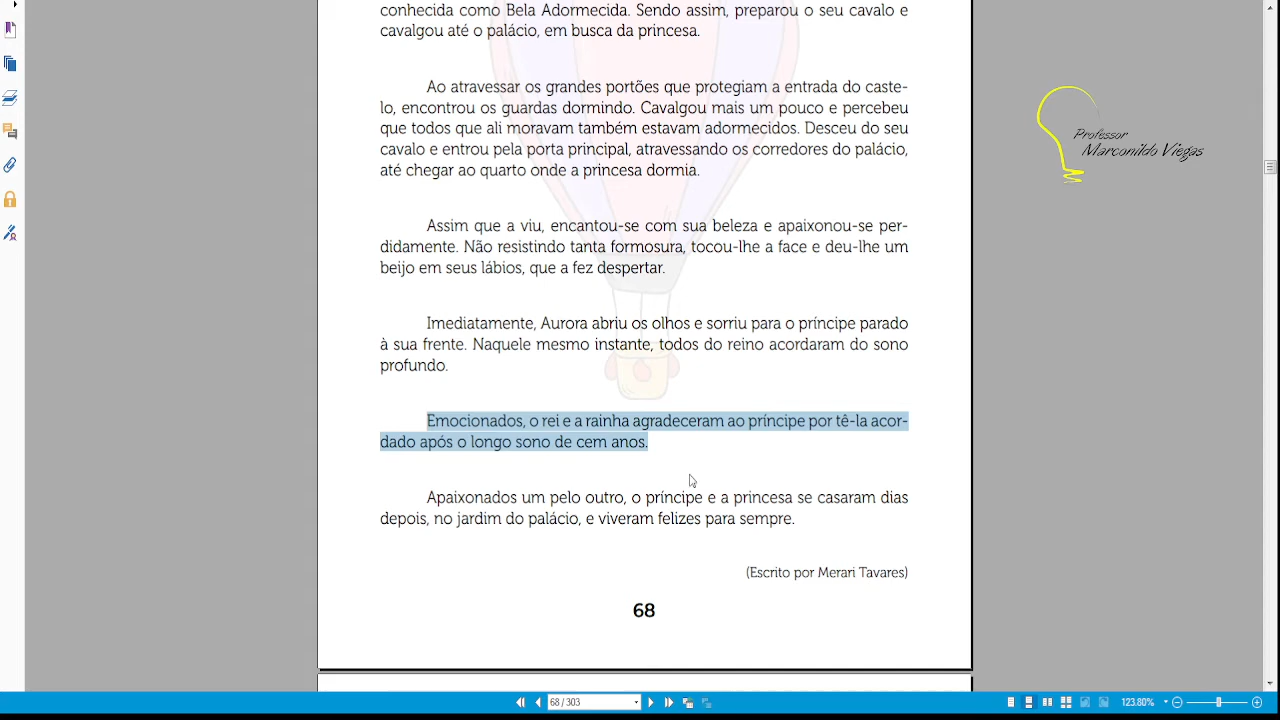 conhecida como Bela Adormecida. Sendo assim, preparou o seu cavalo e
cavalgou até o palácio, em busca da princesa.
Ao atravessar os grandes portões que protegiam a entrada do caste-
lo, encontrou os guardas dormindo. Cavalgou mais um pouco e percebeu
que todos que ali moravam também estavam adormecidos. Desceu do seu
cavalo e entrou pela porta principal, atravessando os corredores do palácio,
até chegar ao quarto onde a princesa dormia.
Assim que a viu, encantou-se com sua beleza e apaixonou-se per-
didamente. Não resistindo tanta formosura, tocou-lhe a face e deu-lhe um
beijo em seus lábios, que a fez despertar.
Imediatamente, Aurora abriu os olhos e sorriu para o príncipe parado
à sua frente. Naquele mesmo instante, todos do reino acordaram do sono
profundo.
Emocionados, o rei e a rainha agradeceram ao príncipe por tê-la acor-
dado após o longo sono de cem anos.
Apaixonados um pelo outro, o príncipe e a princesa se casaram dias
depois, no jardim do palácio, e viveram felizes para sempre.
(Escrito por Merari Tavares)
68
Professor
Marconildo Viegas
68 / 303
123.80%